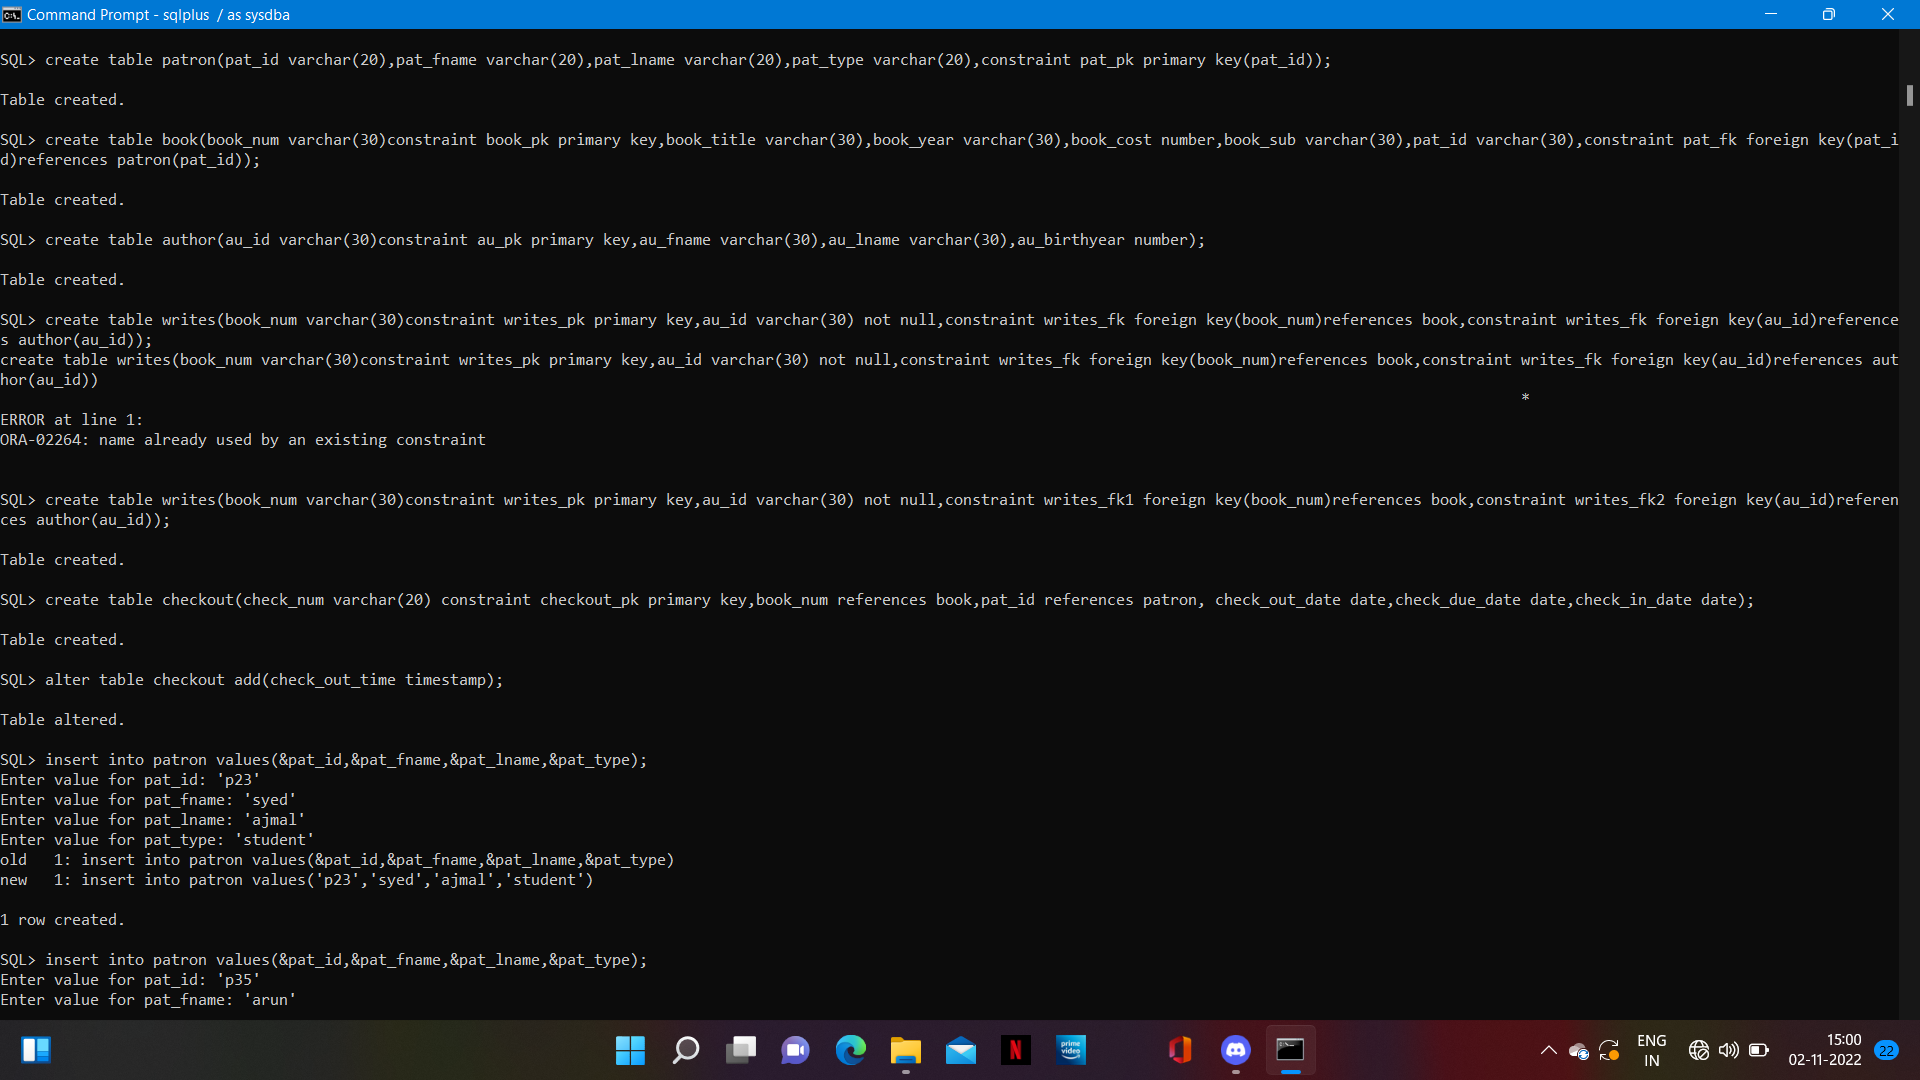 Command Prompt - sqlplus / as sysdba
SQL> create table patron(pat_id varchar(20),pat_fname varchar(20),pat_lname varchar(20),pat_type varchar(20),constraint pat_pk primary key(pat_id));
Table created.
SQL> create table book(book_num varchar(30)constraint book_pk primary key,book_title varchar(30),book_year varchar(30),book_cost number,book_sub varchar(30),pat_id varchar(30),constraint pat_fk foreign key(pat_i
d)references patron(pat_id));
Table created.
SQL> create table author(au_id varchar(30)constraint au_pk primary key,au_fname varchar(30),au_lname varchar(30),au_birthyear number);
Table created.
SQL> create table writes(book_num varchar(30)constraint writes_pk primary key,au_id varchar(30) not null,constraint writes_fk foreign key(book_num)references book,constraint writes_fk foreign key(au_id)reference
s author(au_id));
create table writes(book_num varchar(30)constraint writes_pk primary key,au_id varchar(30) not null,constraint writes_fk foreign key(book_num)references book,constraint writes_fk foreign key(au_id)references aut
hor(au_id))
*
ERROR at line 1:
ORA-02264: name already used by an existing constraint
SQL> create table writes(book_num varchar(30)constraint writes_pk primary key,au_id varchar(30) not null,constraint writes_fk1 foreign key(book_num)references book,constraint writes_fk2 foreign key(au_id)referen
ces author(au_id));
Table created.
SQL> create table checkout(check_num varchar(20) constraint checkout_pk primary key,book_num references book,pat_id references patron, check_out_date date,check_due_date date,check_in_date date);
Table created.
SQL> alter table checkout add(check_out_time timestamp);
Table altered.
SQL> insert into patron values(&pat_id,&pat_fname,&pat_lname,&pat_type);
Enter value for pat_id: 'p23'
Enter value for pat_fname: 'syed'
Enter value for pat_lname: 'ajmal'
Enter value for pat_type: 'student'
old   1: insert into patron values(&pat_id,&pat_fname,&pat_lname,&pat_type)
new   1: insert into patron values('p23','syed','ajmal','student')
1 row created.
SQL> insert into patron values(&pat_id,&pat_fname,&pat_lname,&pat_type);
Enter value for pat_id: 'p35'
Enter value for pat_fname: 'arun'
N
prime video
ENG
IN
15:00
02-11-2022
22